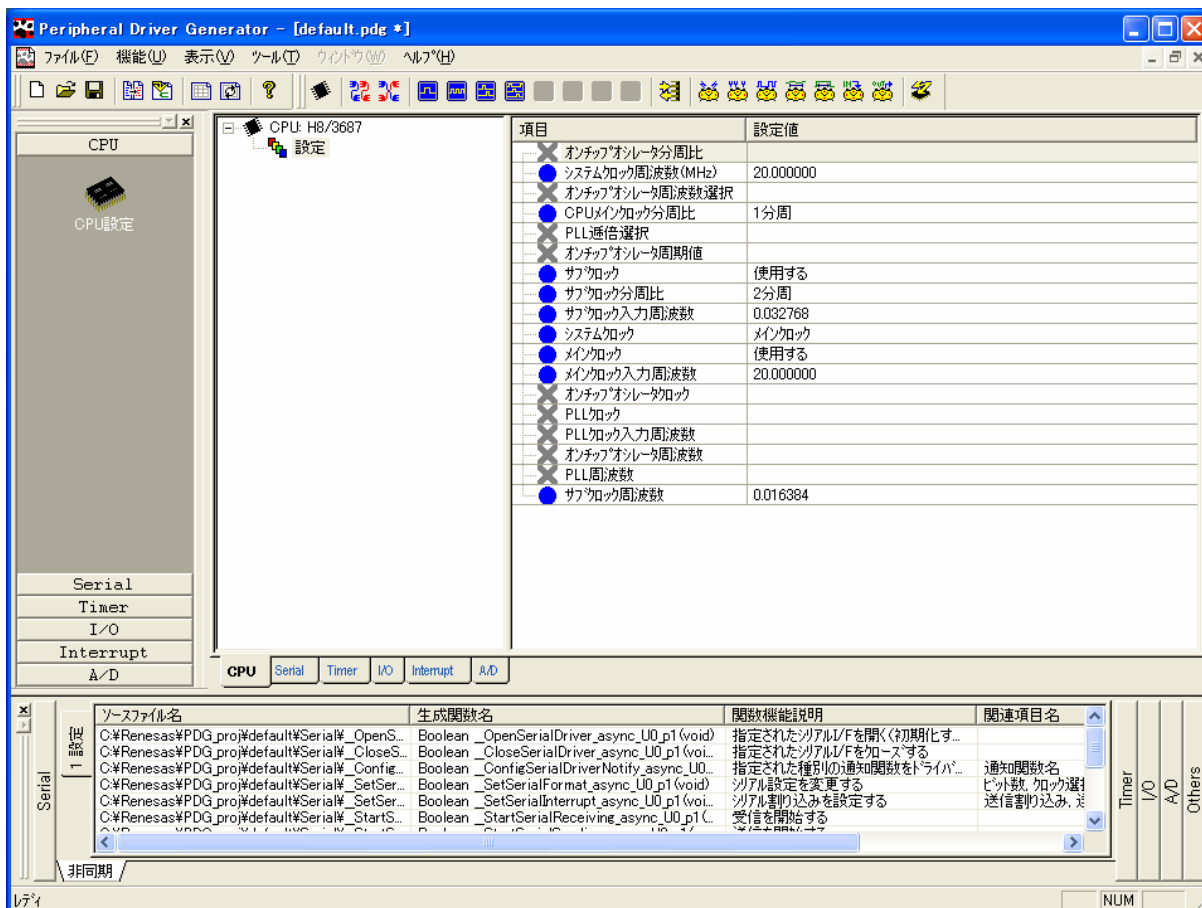 Peripheral Driver Generator - [default.pdg *]
ファイル(F) 機能(U) 表示(V) ツール(T) ウィンドウ(W) ヘルプ(H)
CPU
CPU設定
Serial
Timer
I/O
Interrupt
A/D
CPU: H8/3687
設定
項目 設定値
オンチップオシレータ分周比
システムクロック周波数(MHz) 20.000000
オンチップオシレータ周波数選択
CPUメインクロック分周比 1分周
PLL逓倍選択
オンチップオシレータ周期値
サブクロック 使用する
サブクロック分周比 2分周
サブクロック入力周波数 0.032768
システムクロック メインクロック
メインクロック 使用する
メインクロック入力周波数 20.000000
オンチップオシレータクロック
PLLクロック
PLLクロック入力周波数
オンチップオシレータ周波数
PLL周波数
サブクロック周波数 0.016384
CPU Serial Timer I/O Interrupt A/D
Serial
1 設定
ソースファイル名 生成関数名 関数機能説明 関連項目名
C:¥Renesas¥PDG_proj¥default¥Serial¥_OpenS... Boolean _OpenSerialDriver_async_U0_p1(void) 指定されたシリアルI/Fを開く(初期化す...
C:¥Renesas¥PDG_proj¥default¥Serial¥_CloseS... Boolean _CloseSerialDriver_async_U0_p1(voi... 指定されたシリアルI/Fをクローズする
C:¥Renesas¥PDG_proj¥default¥Serial¥_Config... Boolean _ConfigSerialDriverNotify_async_U0... 指定された種別の通知関数をドライバ... 通知関数名
C:¥Renesas¥PDG_proj¥default¥Serial¥_SetSer... Boolean _SetSerialFormat_async_U0_p1(void) シリアル設定を変更する ビット数, クロック選
C:¥Renesas¥PDG_proj¥default¥Serial¥_SetSer... Boolean _SetSerialInterrupt_async_U0_p1(voi... シリアル割り込みを設定する 送信割り込み,
C:¥Renesas¥PDG_proj¥default¥Serial¥_StartS... Boolean _StartSerialReceiving_async_U0_p1(... 受信を開始する
非同期
Timer
I/O
A/D
Others
レディ NUM